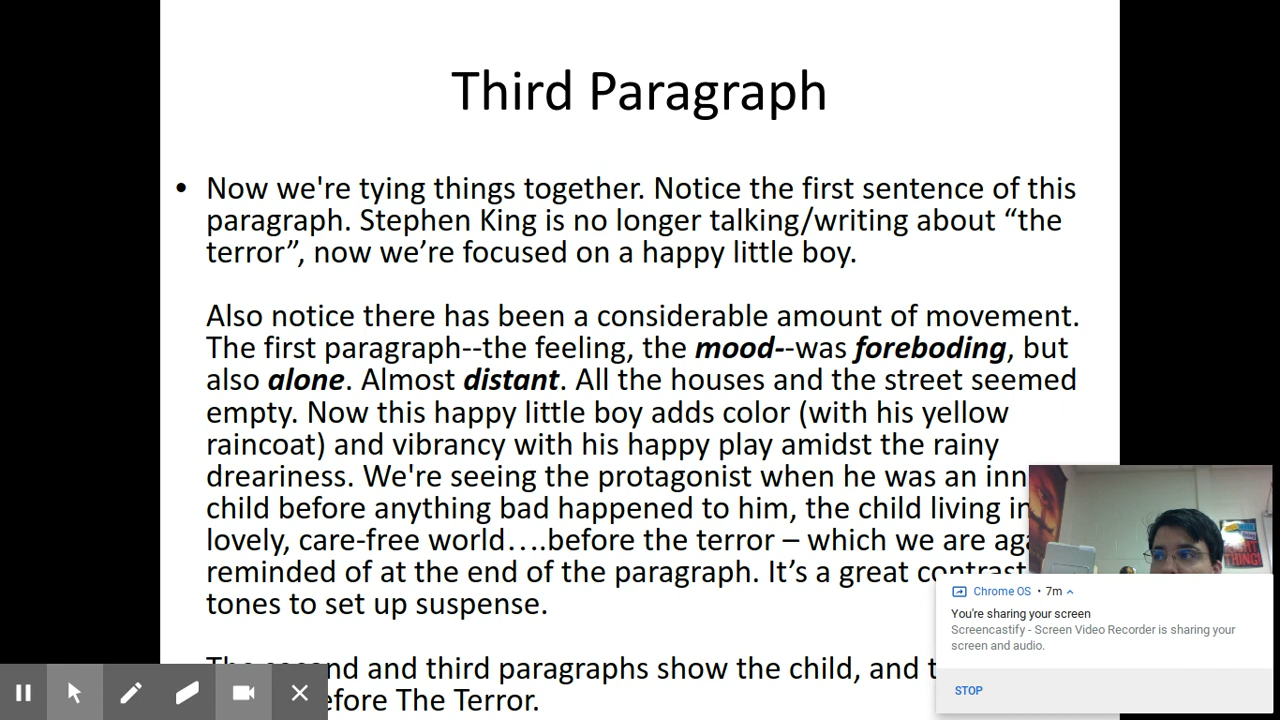 Third Paragraph
• Now we're tying things together. Notice the first sentence of this
paragraph. Stephen King is no longer talking/writing about “the
terror”, now we’re focused on a happy little boy.
Also notice there has been a considerable amount of movement.
The first paragraph--the feeling, the mood--was foreboding, but
also alone. Almost distant. All the houses and the street seemed
empty. Now this happy little boy adds color (with his yellow
raincoat) and vibrancy with his happy play amidst the rainy
dreariness. We're seeing the protagonist when he was an
child before anything bad happened to him, the child living
lovely, care-free world….before the terror – which we are
reminded of at the end of the paragraph. It’s a great contrast
tones to set up suspense.
The second and third paragraphs show the child, and
before The Terror.
Chrome OS • 7m
You're sharing your screen
Screencastify - Screen Video Recorder is sharing your
screen and audio.
STOP